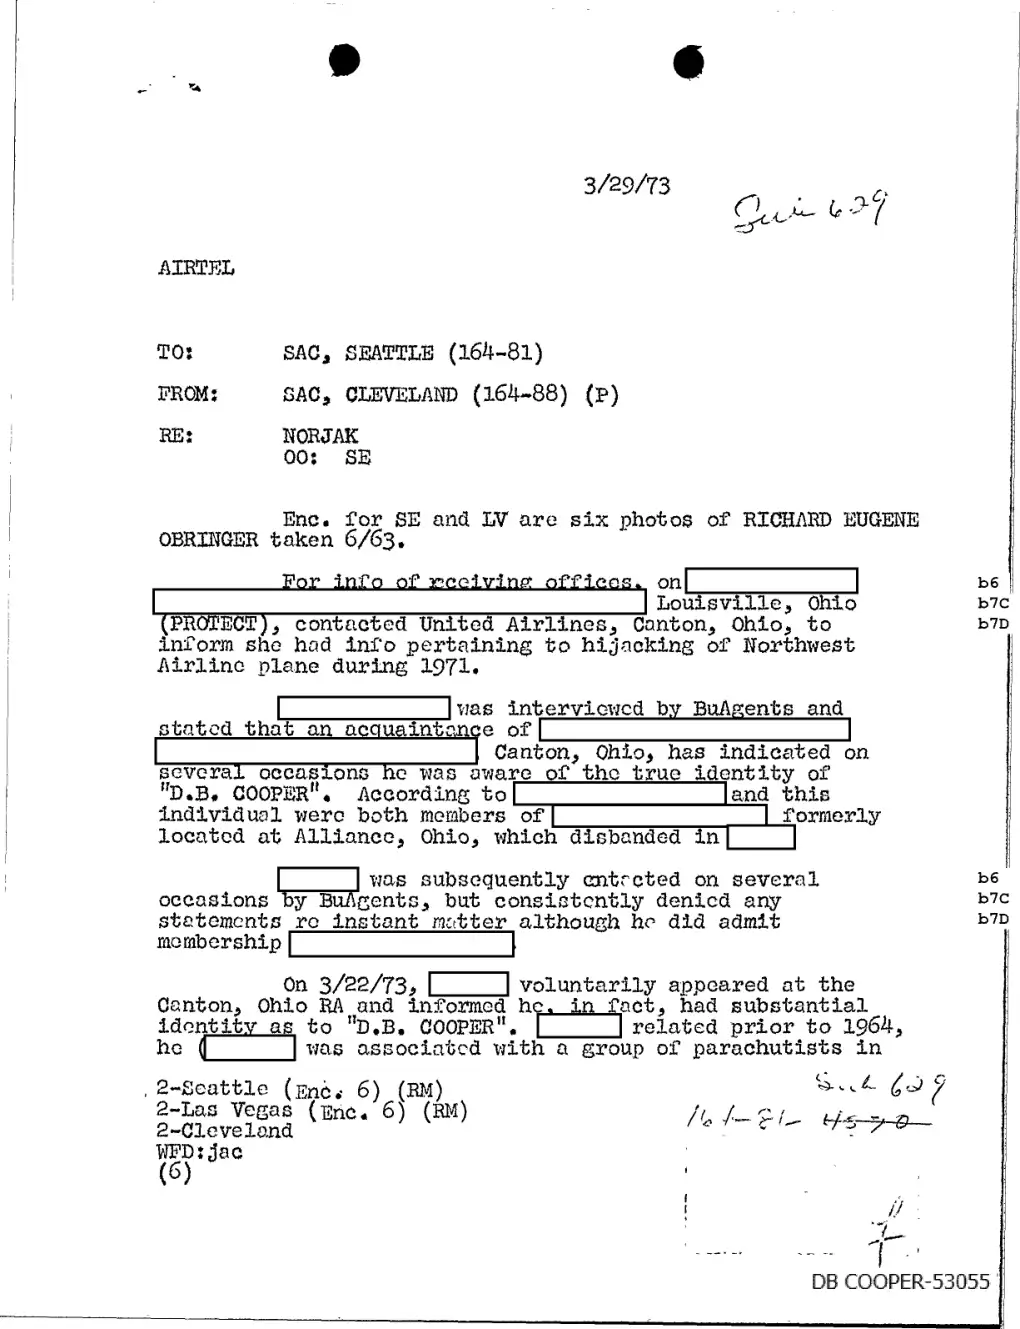 3/29/73
Sub 629
AIRTEL
TO: SAC, SEATTLE (164-81)
FROM: SAC, CLEVELAND (164-88) (P)
RE: NORJAK
OO: SE
Enc. for SE and LV are six photos of RICHARD EUGENE
OBRINGER taken 6/63.
For info of receiving offices, on
b6
Louisville, Ohio
b7C
(PROTECT), contacted United Airlines, Canton, Ohio, to
b7D
inform she had info pertaining to hijacking of Northwest
Airline plane during 1971.
was interviewed by BuAgents and
stated that an acquaintance of
Canton, Ohio, has indicated on
several occasions he was aware of the true identity of
"D.B. COOPER". According to and this
individual were both members of formerly
located at Alliance, Ohio, which disbanded in
was subsequently cntrcted on several
b6
occasions by BuAgents, but consistently denied any
b7C
statements re instant matter although he did admit
b7D
membership
On 3/22/73, voluntarily appeared at the
Canton, Ohio RA and informed he, in fact, had substantial
identity as to "D.B. COOPER". related prior to 1964,
he ( was associated with a group of parachutists in
2-Seattle (Enc. 6) (RM)
Sub 629
2-Las Vegas (Enc. 6) (RM)
164-81- 4570
2-Cleveland
WFD:jac
(6)
DB COOPER-53055